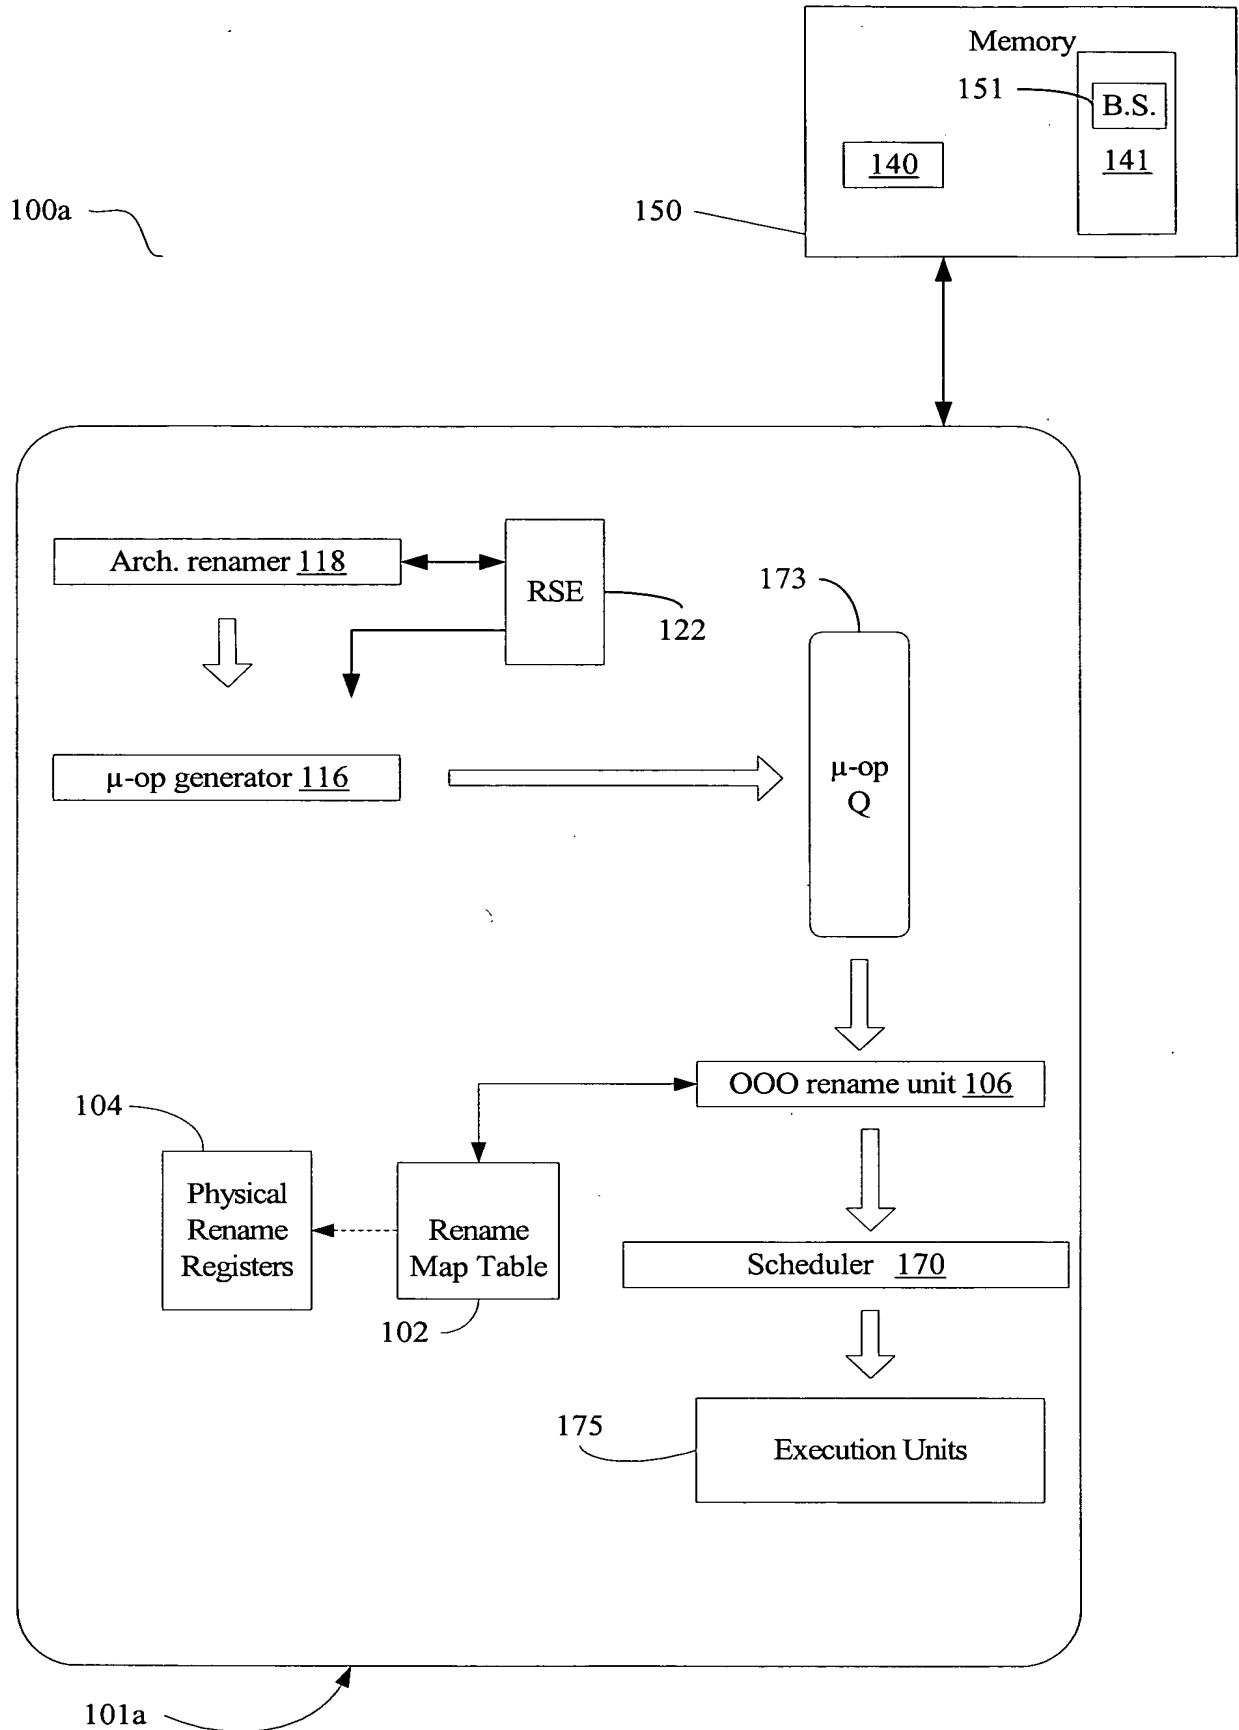 Memory
151
B.S.
140
141
100a
150
Arch. renamer 118
RSE
122
173
µ-op generator 116
µ-op
Q
OOO rename unit 106
104
Physical
Rename
Registers
Rename
Map Table
102
Scheduler 170
175
Execution Units
101a